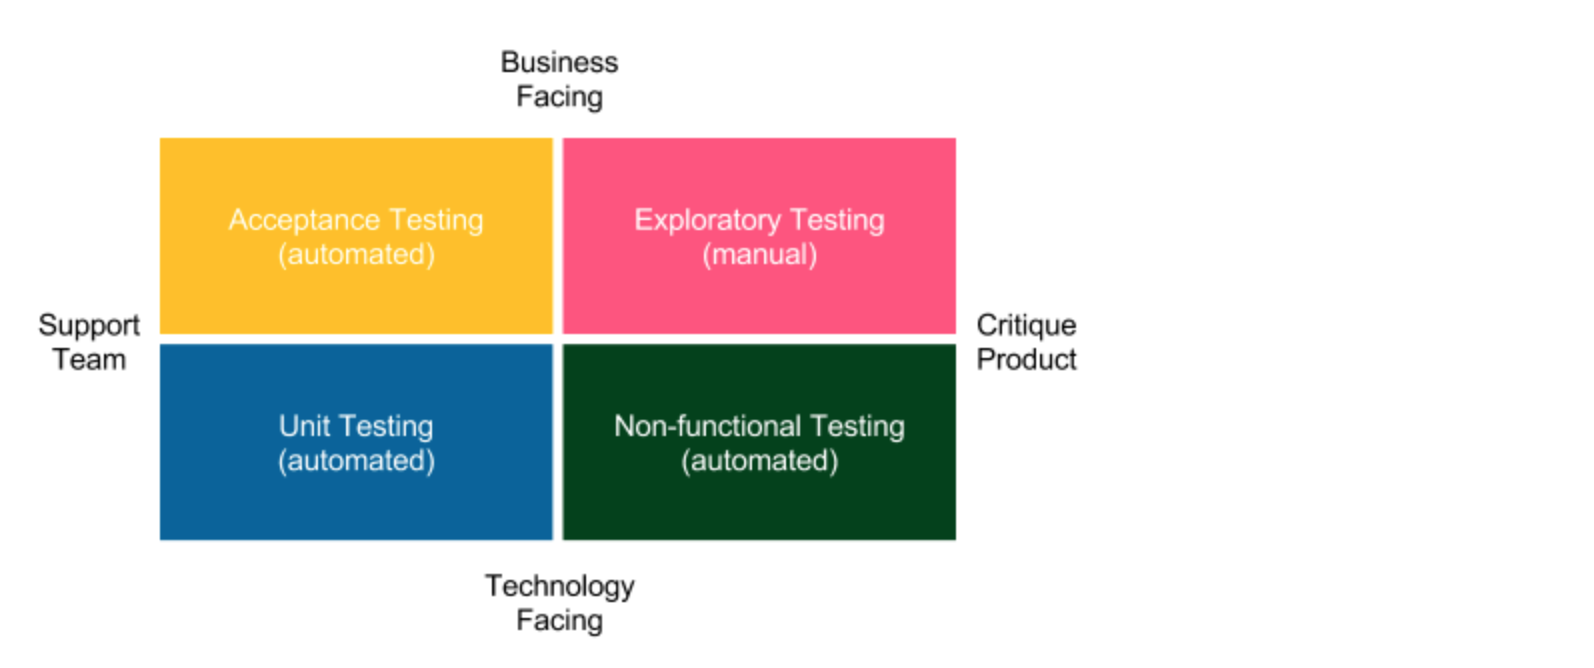 Business
Facing
Acceptance Testing
(automated)
Exploratory Testing
(manual)
Support
Team
Critique
Product
Unit Testing
(automated)
Non-functional Testing
(automated)
Technology
Facing